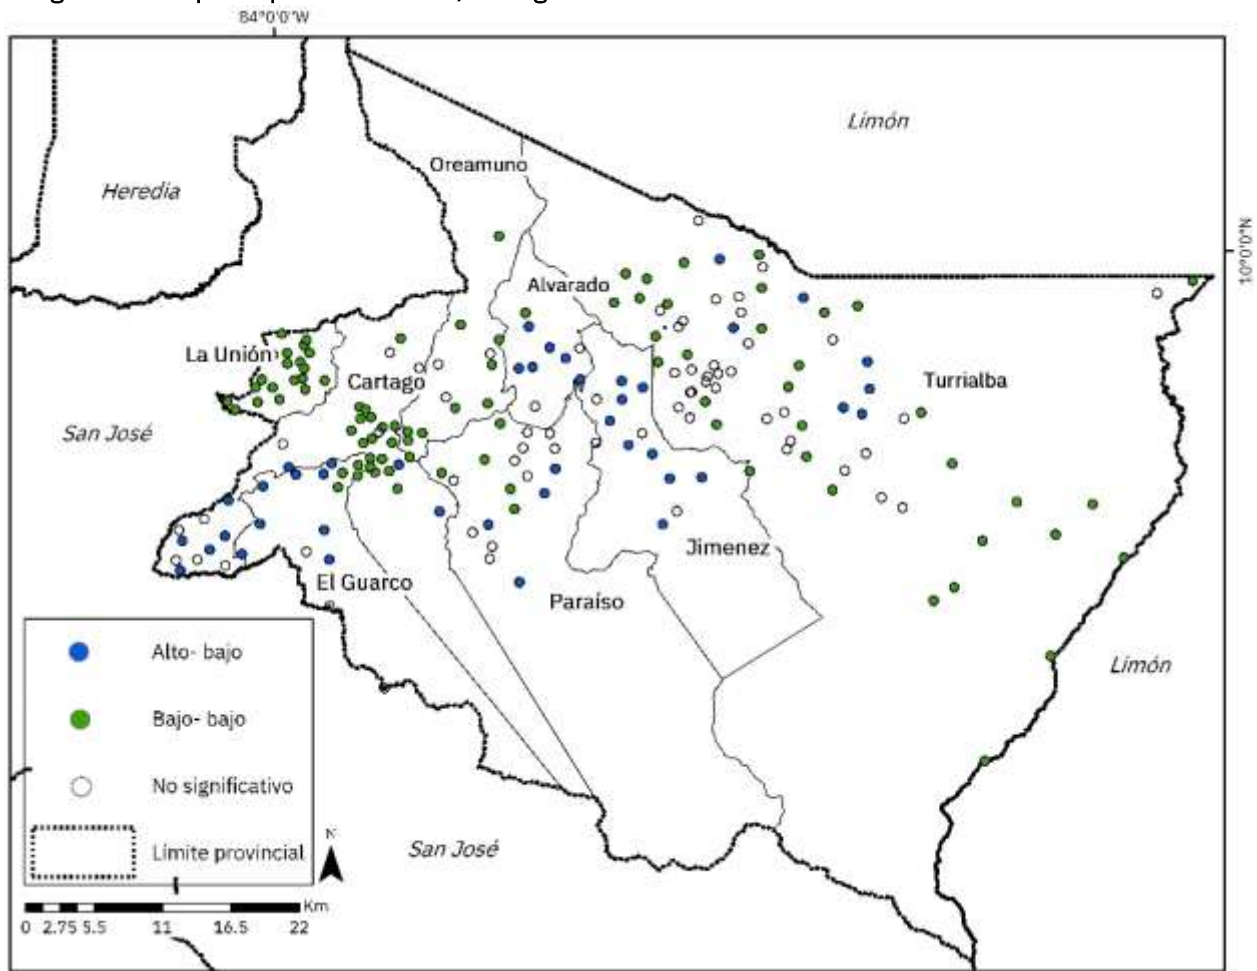 84°0'0"W
Limón
Oreamuno
Heredia
10°0'0"N
Alvarado
La Unión
Cartago
Turrialba
San José
Jimenez
El Guarco
Paraíso
Alto- bajo
Limón
Bajo- bajo
No significativo
N
San José
Límite provincial
Km
0 2.75 5.5 11 16.5 22